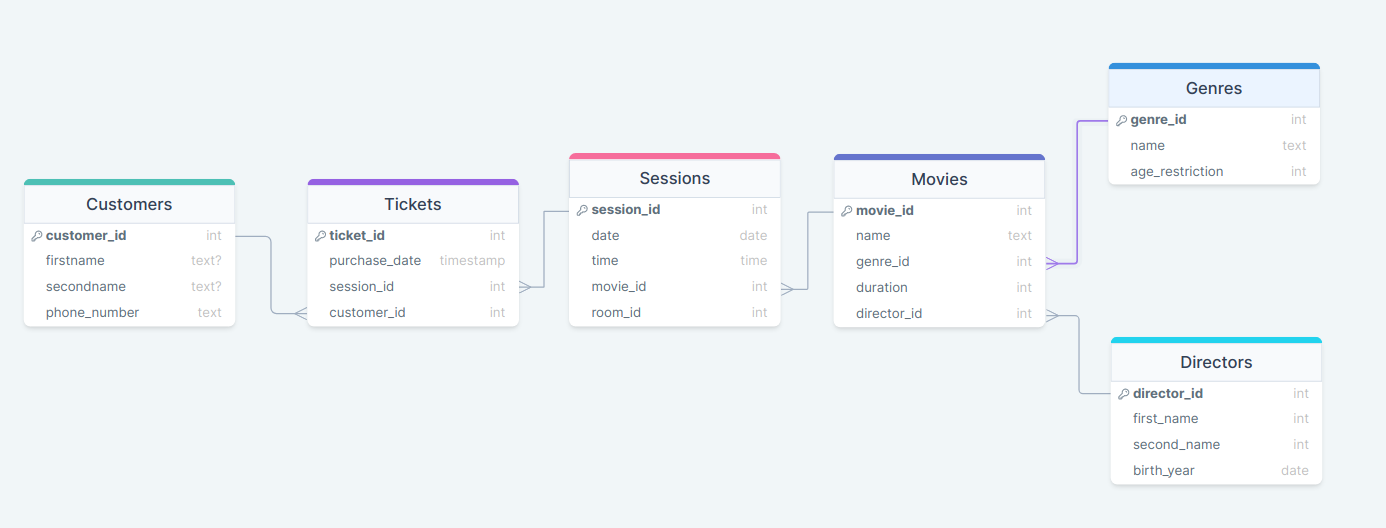 Customers
customer_id int
firstname text?
secondname text?
phone_number text
Tickets
ticket_id int
purchase_date timestamp
session_id int
customer_id int
Sessions
session_id int
date date
time time
movie_id int
room_id int
Movies
movie_id int
name text
genre_id int
duration int
director_id int
Genres
genre_id int
name text
age_restriction int
Directors
director_id int
first_name int
second_name int
birth_year date